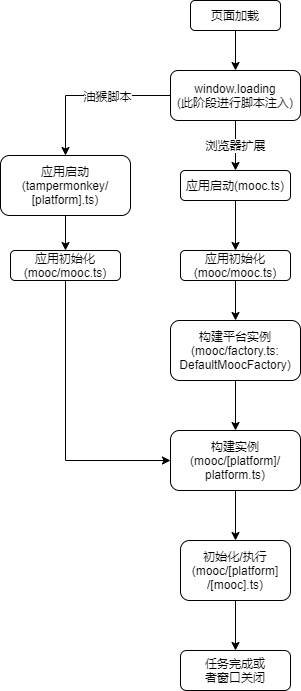 页面加载
window.loading
(此阶段进行脚本注入)
油猴脚本
浏览器扩展
应用启动
(tampermonkey/
[platform].ts)
应用启动(mooc.ts)
应用初始化
(mooc/mooc.ts)
应用初始化
(mooc/mooc.ts)
构建平台实例
(mooc/factory.ts:
DefaultMoocFactory)
构建实例
(mooc/[platform]/
platform.ts)
初始化/执行
(mooc/[platform]
/[mooc].ts)
任务完成或
者窗口关闭